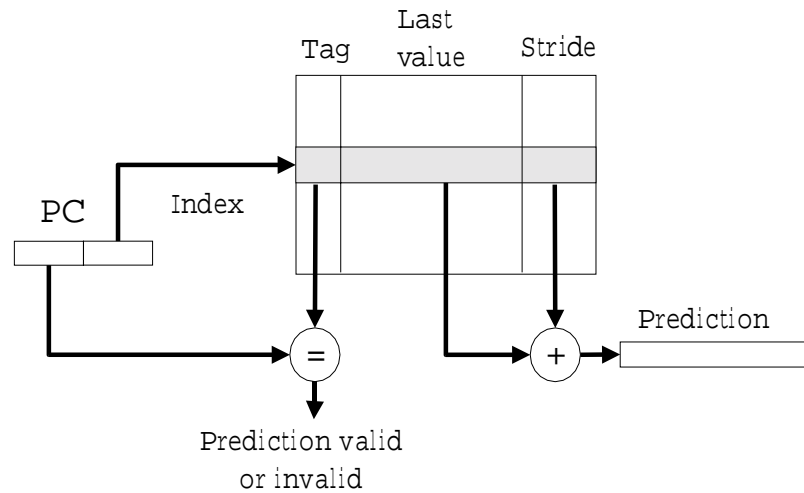 Tag
Last
value
Stride
PC
Index
Prediction
=
+
Prediction valid
or invalid